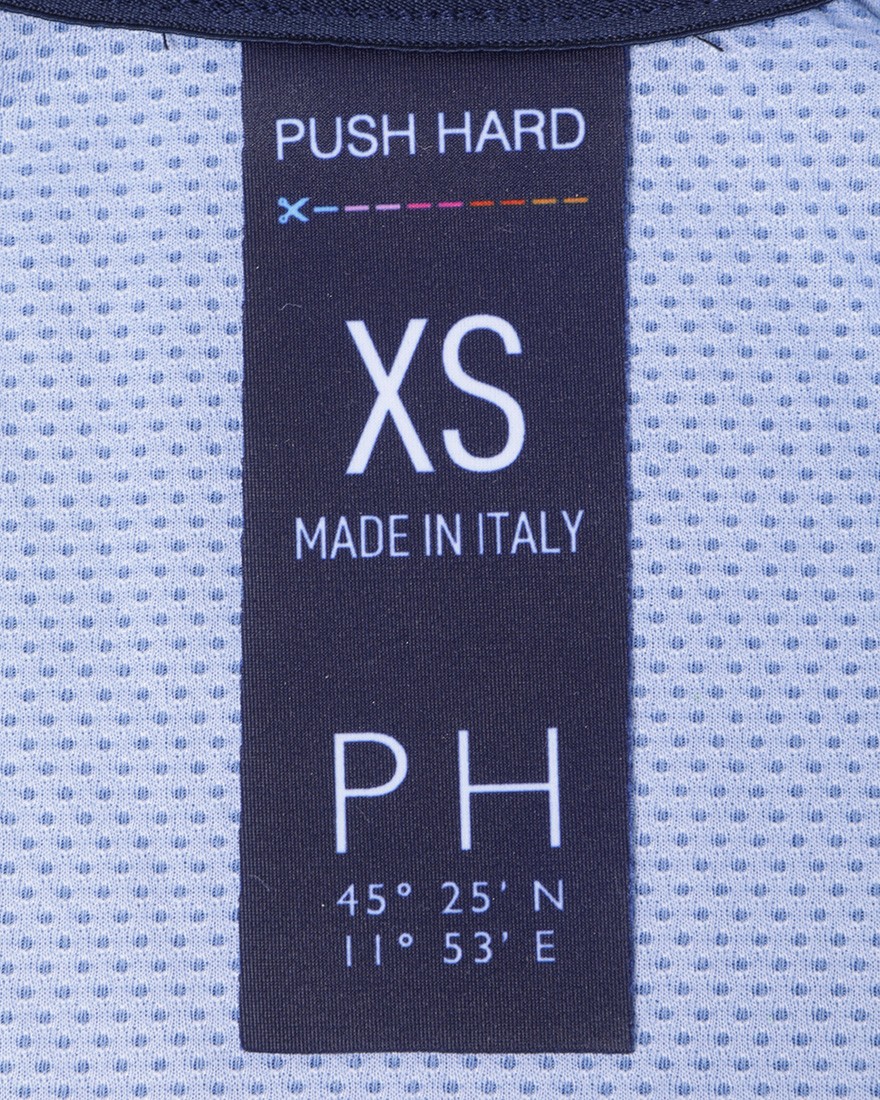 PUSH HARD
XS
MADE IN ITALY
PH
45° 25' N
11° 53' E